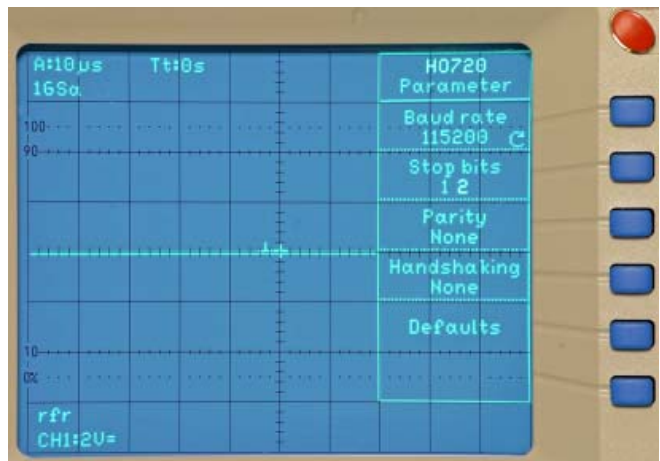 A:10µs Tt:0s
16Sa
100
90
10
0%
rfr
CH1:2V=
HO720
Parameter
Baud rate
115200
Stop bits
1 2
Parity
None
Handshaking
None
Defaults